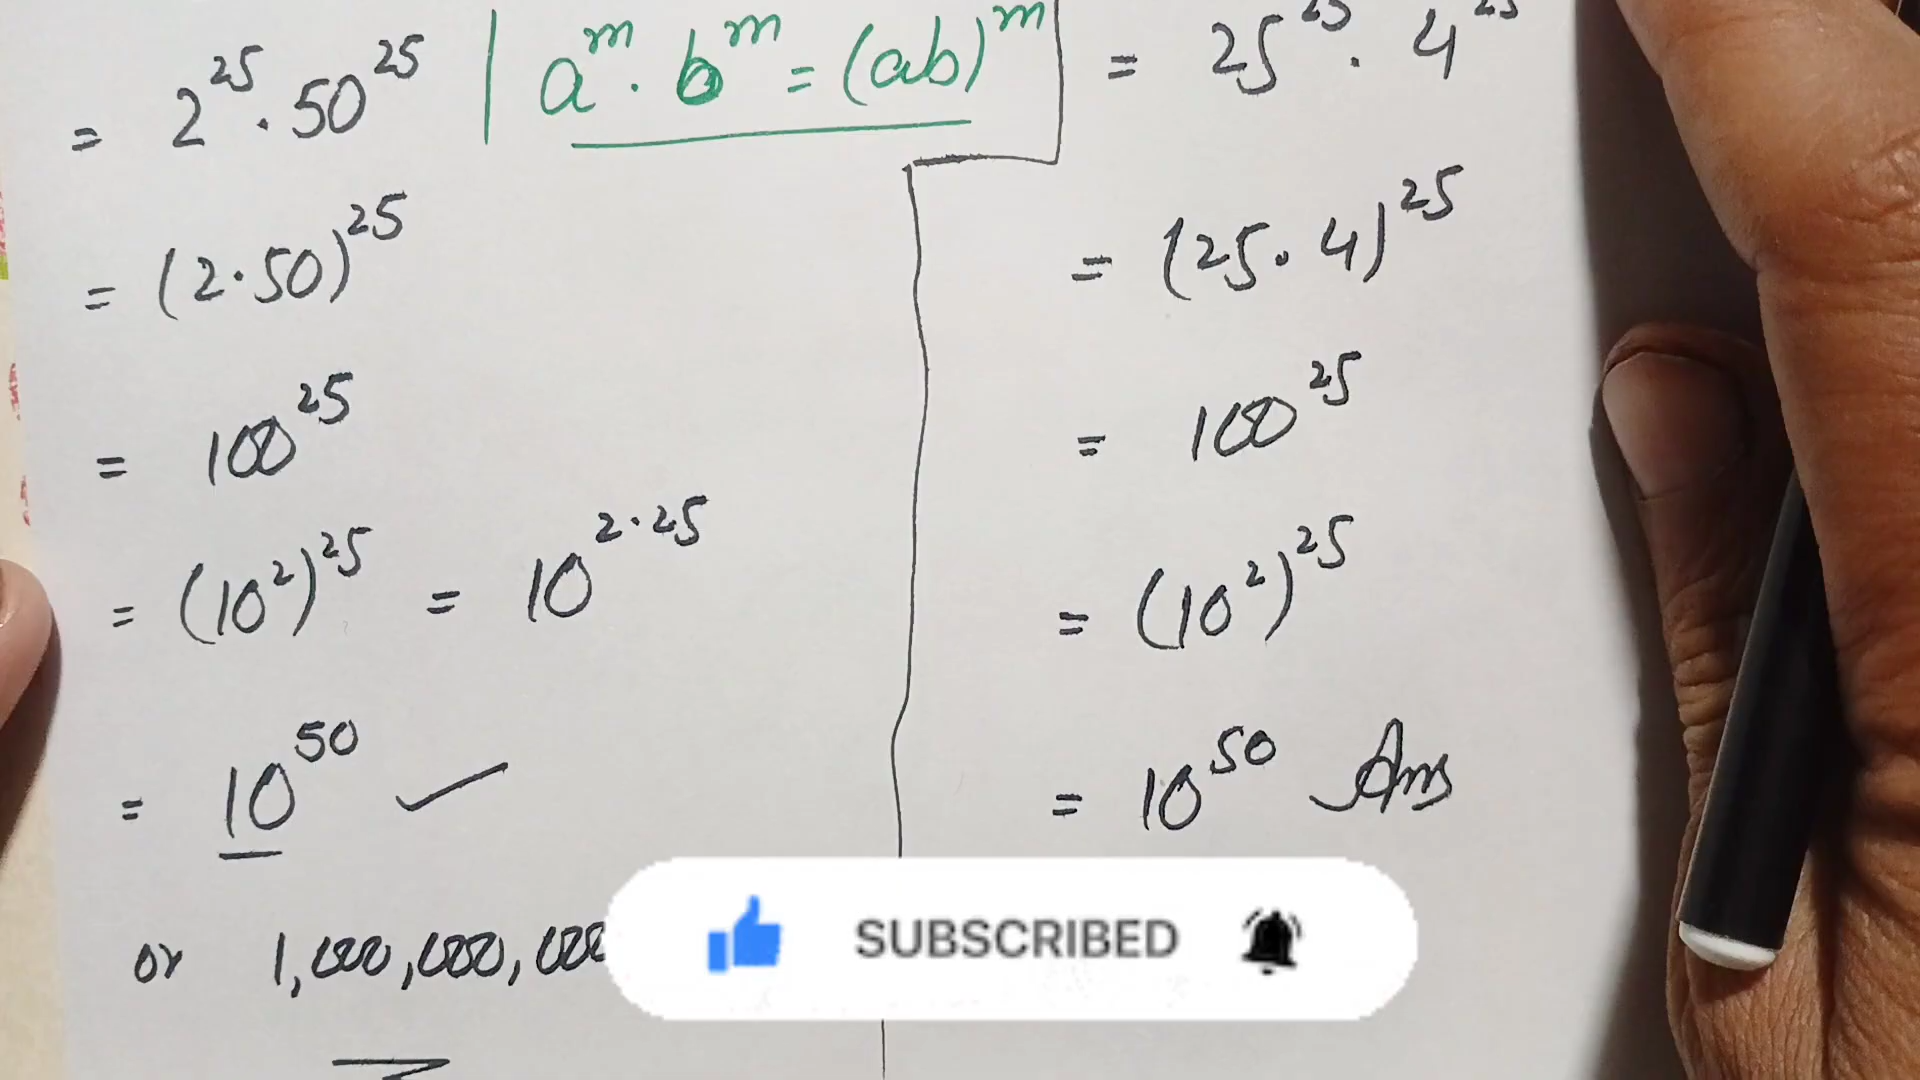 = 2^25 · 50^25 | a^m · b^m = (ab)^m
= (2·50)^25
= 100^25
= (10^2)^25 = 10^2·25
= 10^50 ✓
or 1,000,000,000
= 25^25 · 4^25
= (25·4)^25
= 100^25
= (10^2)^25
= 10^50 Ans
SUBSCRIBED